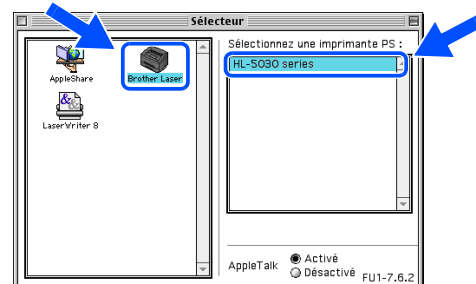 Sélecteur
AppleShare
Brother Laser
LaserWriter 8
Sélectionnez une imprimante PS :
HL-5030 series
AppleTalk
Activé
Désactivé
FU1-7.6.2